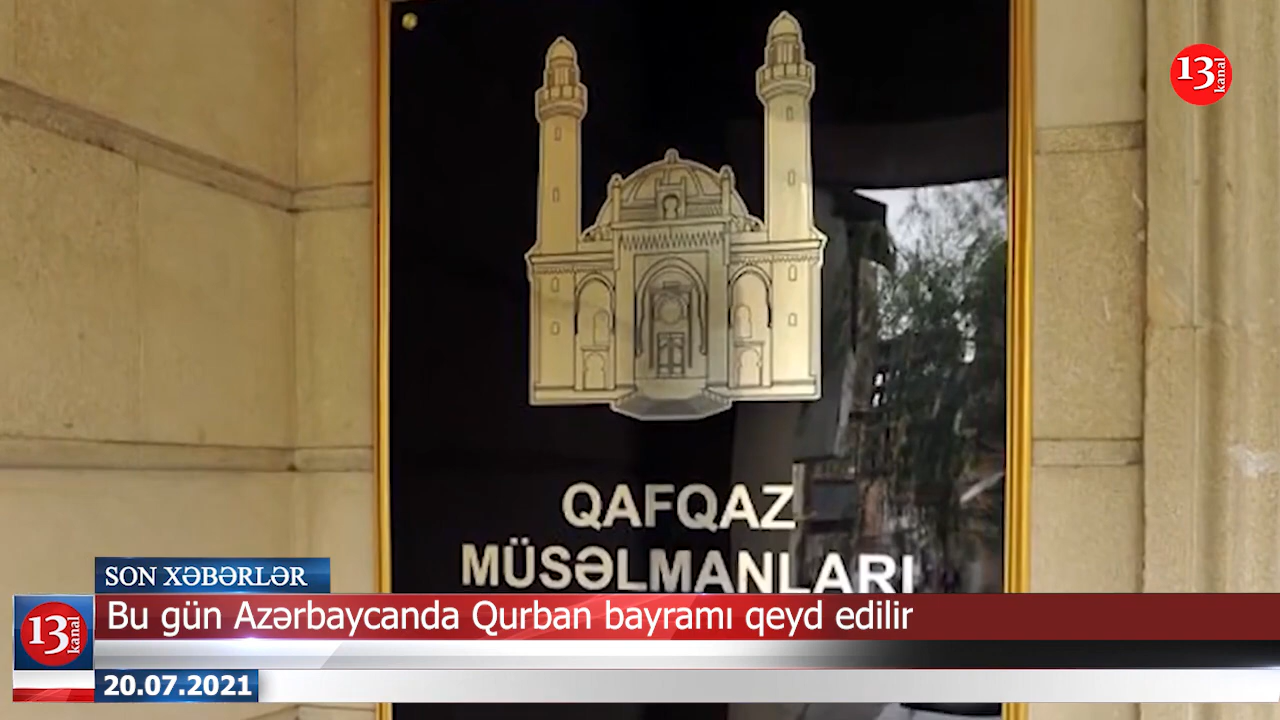 13 kanal
QAFQAZ
MÜSƏLMANLARI
SON XƏBƏRLƏR
13 kanal
Bu gün Azərbaycanda Qurban bayramı qeyd edilir
20.07.2021